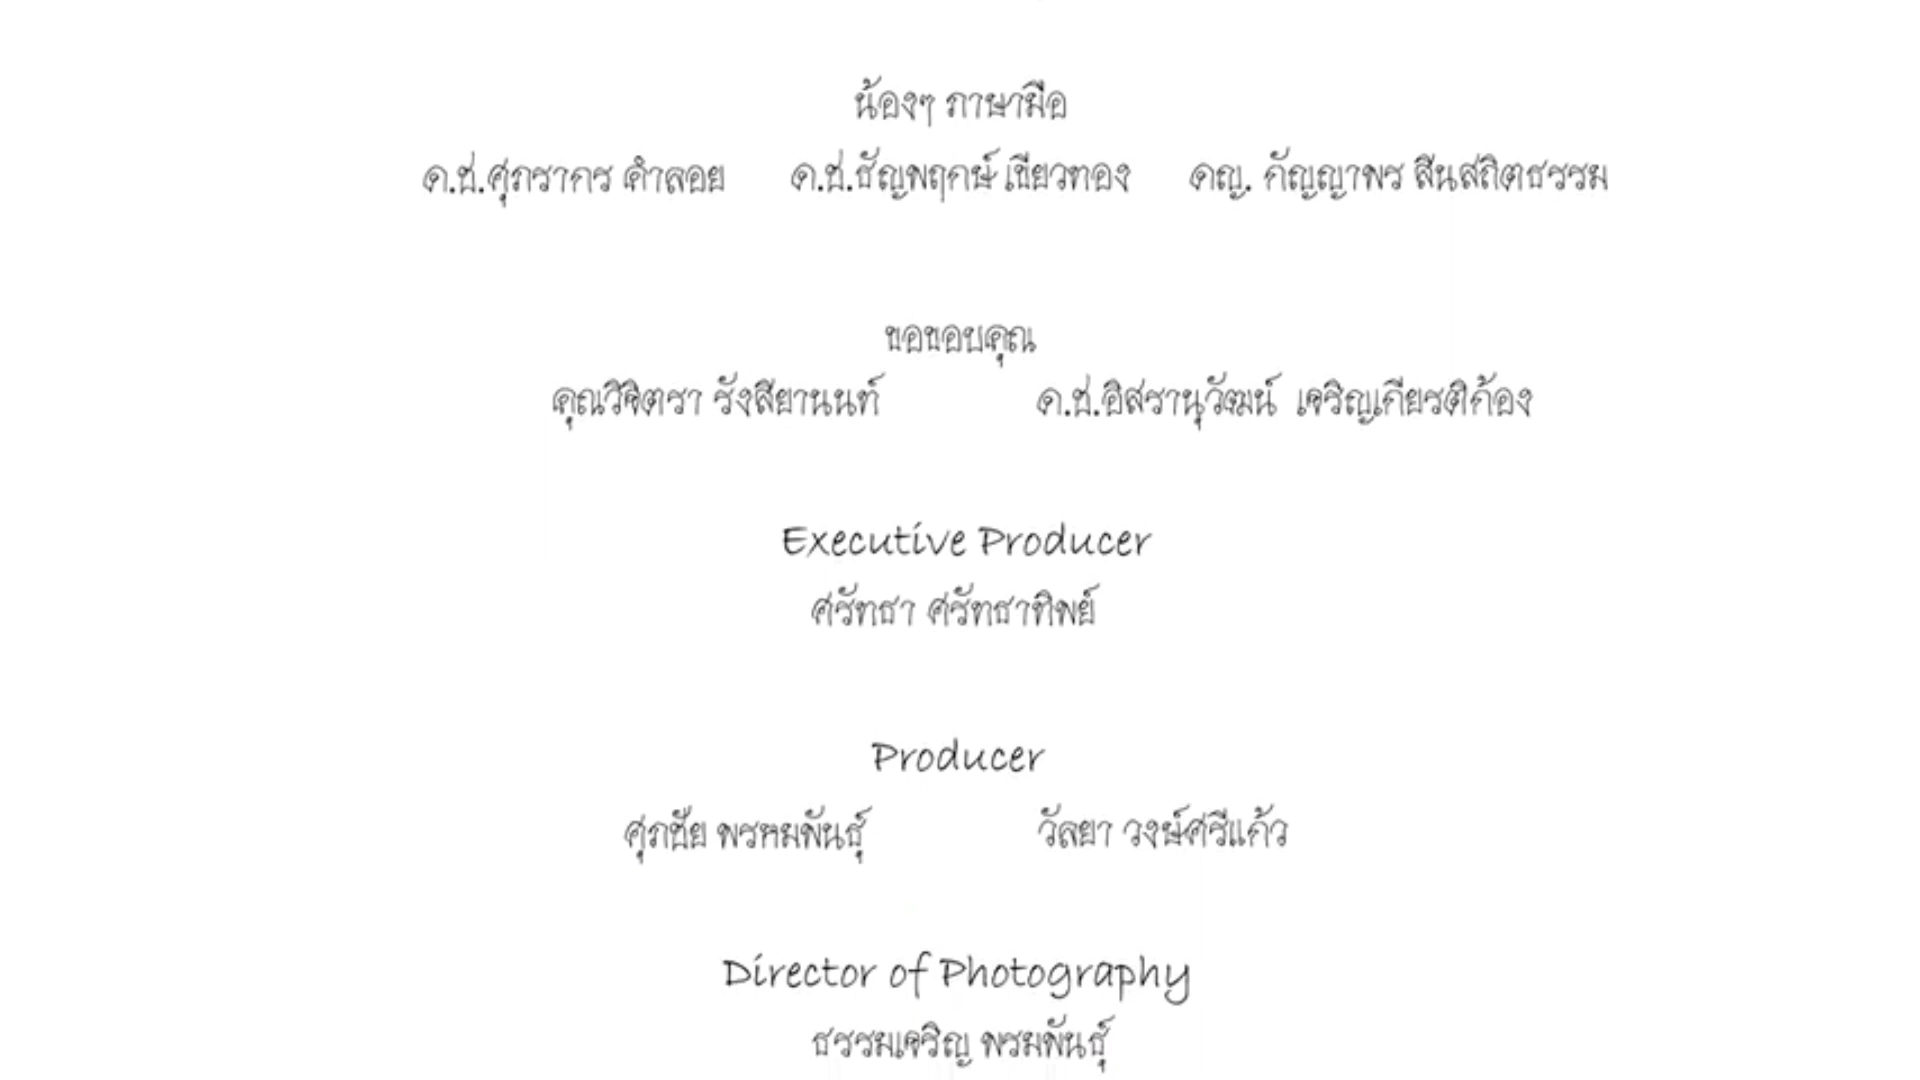 น้องๆ ภาษามือ
ด.ช.ศุภรากร คำลอย ด.ช.ธัญพฤกษ์ เขียวทอง ดญ. กัญญาพร สินสถิตธรรม
ขอขอบคุณ
คุณวิจิตรา รังสียานนท์ ด.ช.อิสรานุวัฒน์ เจริญเกียรติก้อง
Executive Producer
ศรัทธา ศรัทธาทิพย์
Producer
ศุภชัย พรหมพันธุ์ วัลยา วงษ์ศรีแก้ว
Director of Photography
ธรรมเจริญ พรมพันธุ์